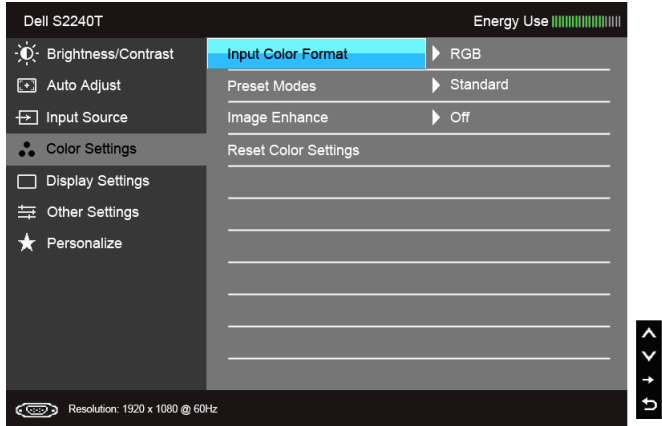 Dell S2240T
Energy Use
Brightness/Contrast
Input Color Format
RGB
Auto Adjust
Preset Modes
Standard
Input Source
Image Enhance
Off
Color Settings
Reset Color Settings
Display Settings
Other Settings
Personalize
Resolution: 1920 x 1080 @ 60Hz